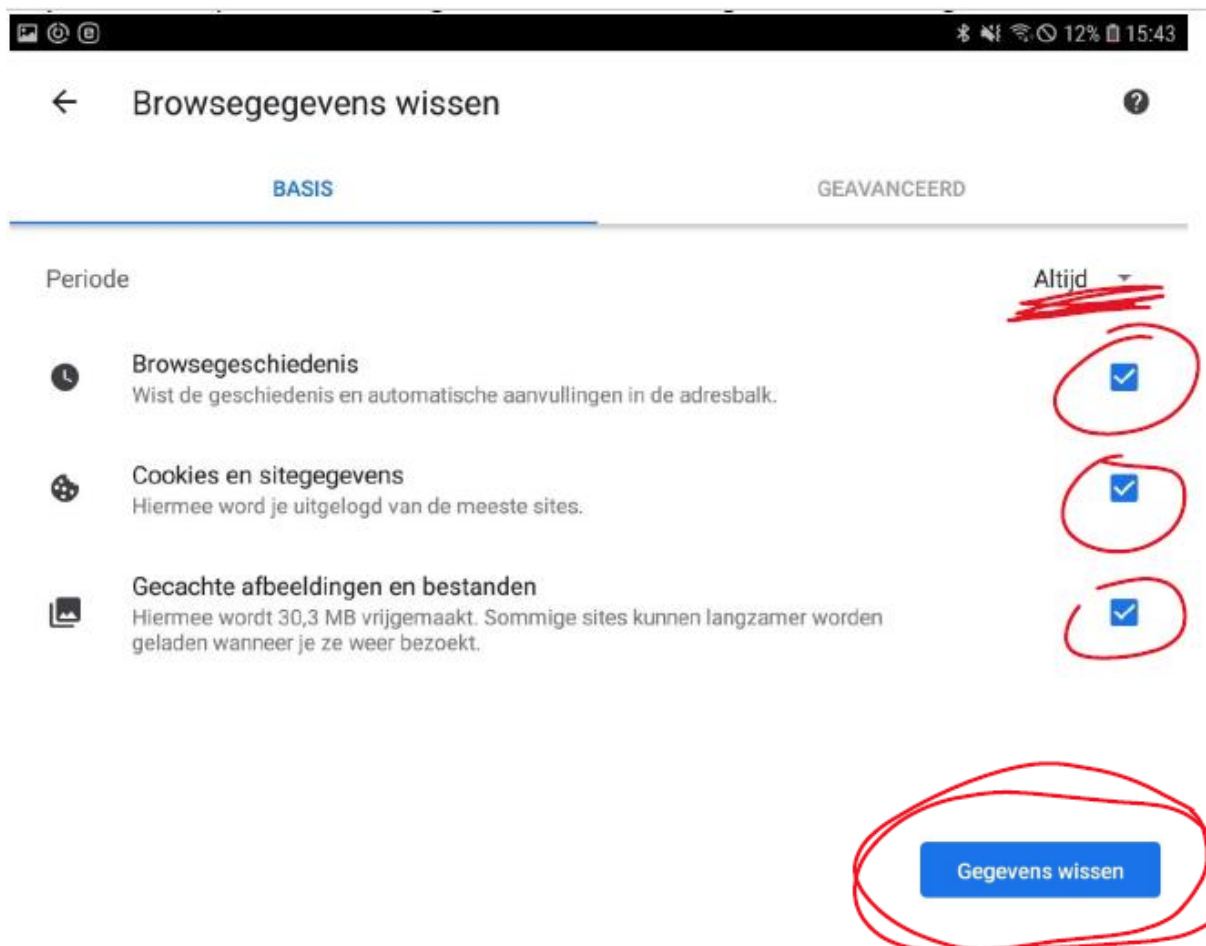 12% 15:43
Browsegegevens wissen
BASIS GEAVANCEERD
Periode Altijd
Browsegeschiedenis
Wist de geschiedenis en automatische aanvullingen in de adresbalk.
Cookies en sitegegevens
Hiermee word je uitgelogd van de meeste sites.
Gecachte afbeeldingen en bestanden
Hiermee wordt 30,3 MB vrijgemaakt. Sommige sites kunnen langzamer worden
geladen wanneer je ze weer bezoekt.
Gegevens wissen